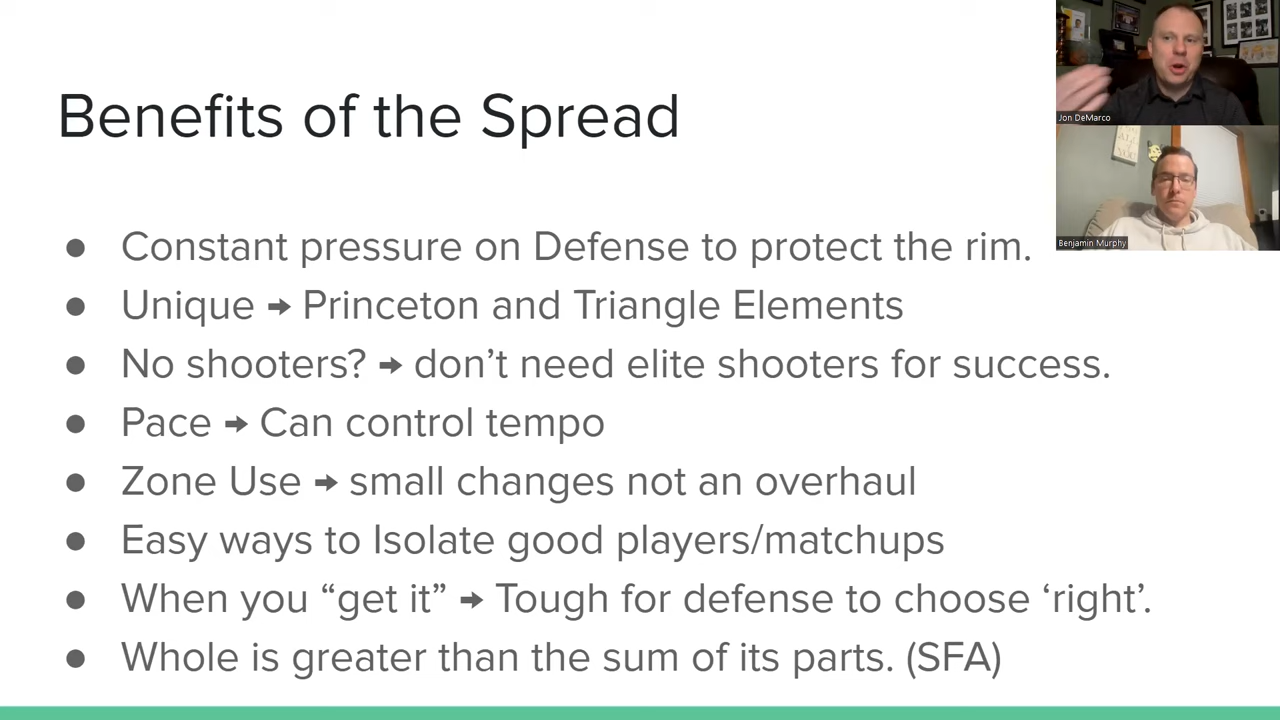 Benefits of the Spread
Jon DeMarco
Benjamin Murphy
● Constant pressure on Defense to protect the rim.
● Unique → Princeton and Triangle Elements
● No shooters? → don’t need elite shooters for success.
● Pace → Can control tempo
● Zone Use → small changes not an overhaul
● Easy ways to Isolate good players/matchups
● When you “get it” → Tough for defense to choose ‘right’.
● Whole is greater than the sum of its parts. (SFA)